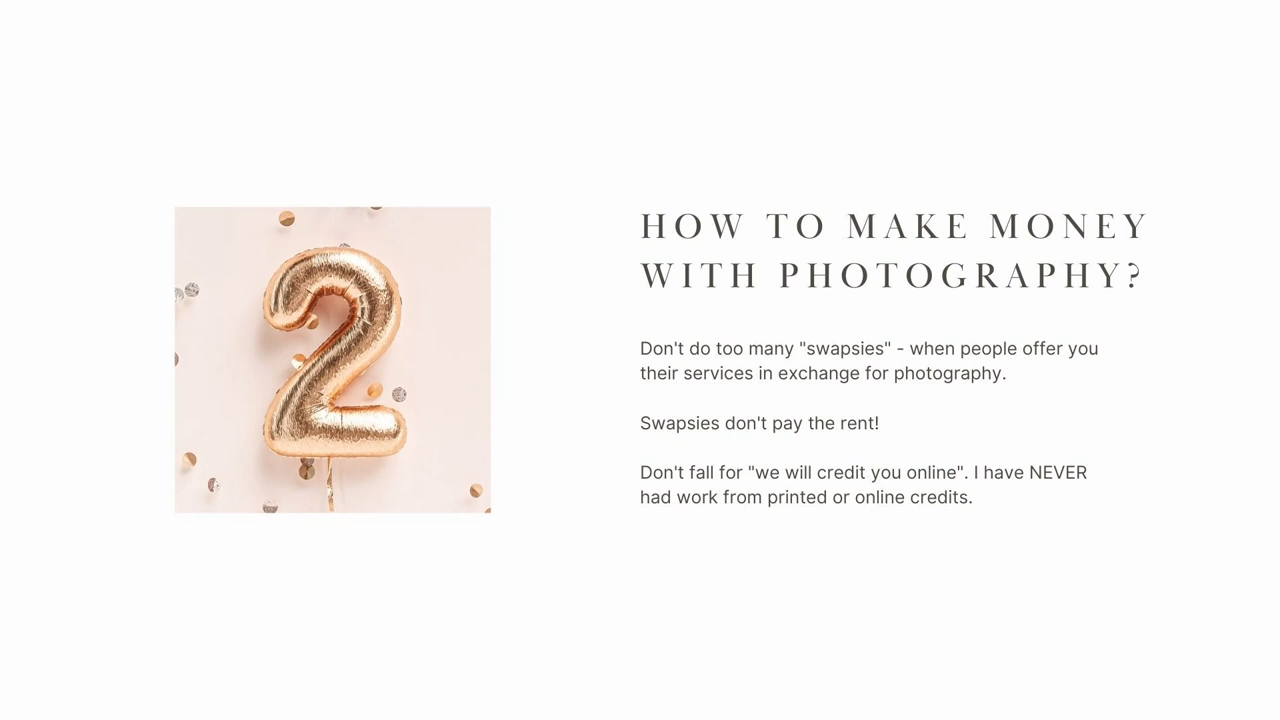 2
HOW TO MAKE MONEY
WITH PHOTOGRAPHY?
Don't do too many "swapsies" - when people offer you
their services in exchange for photography.
Swapsies don't pay the rent!
Don't fall for "we will credit you online". I have NEVER
had work from printed or online credits.